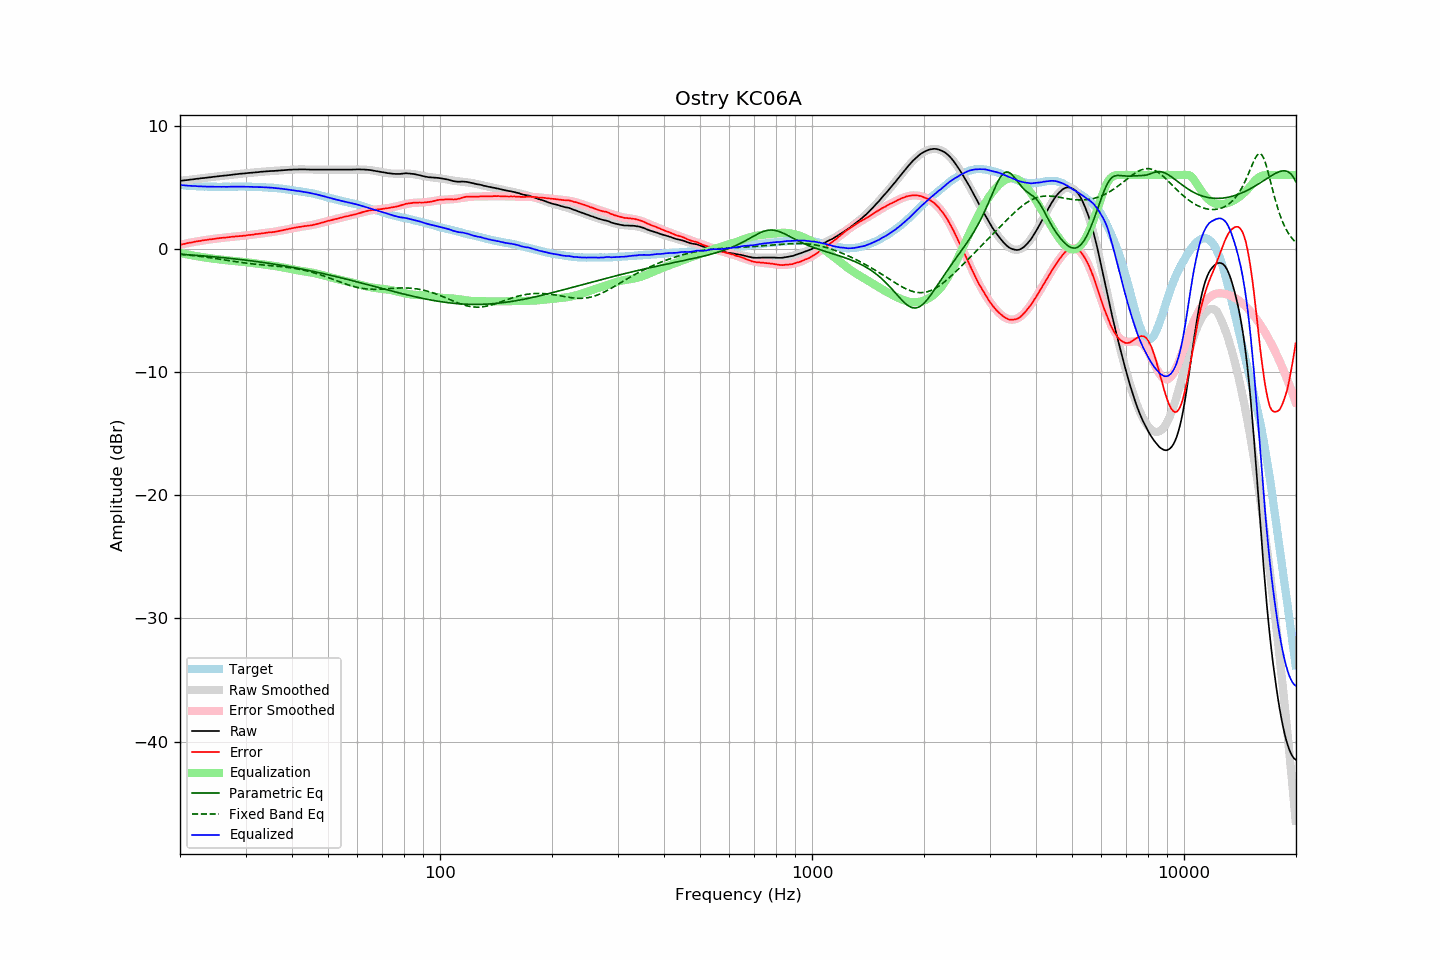 Ostry KC06A
10
0
−10
−20
−30
−40
Amplitude (dBr)
100
1000
10000
Frequency (Hz)
Target
Raw Smoothed
Error Smoothed
Raw
Error
Equalization
Parametric Eq
Fixed Band Eq
Equalized